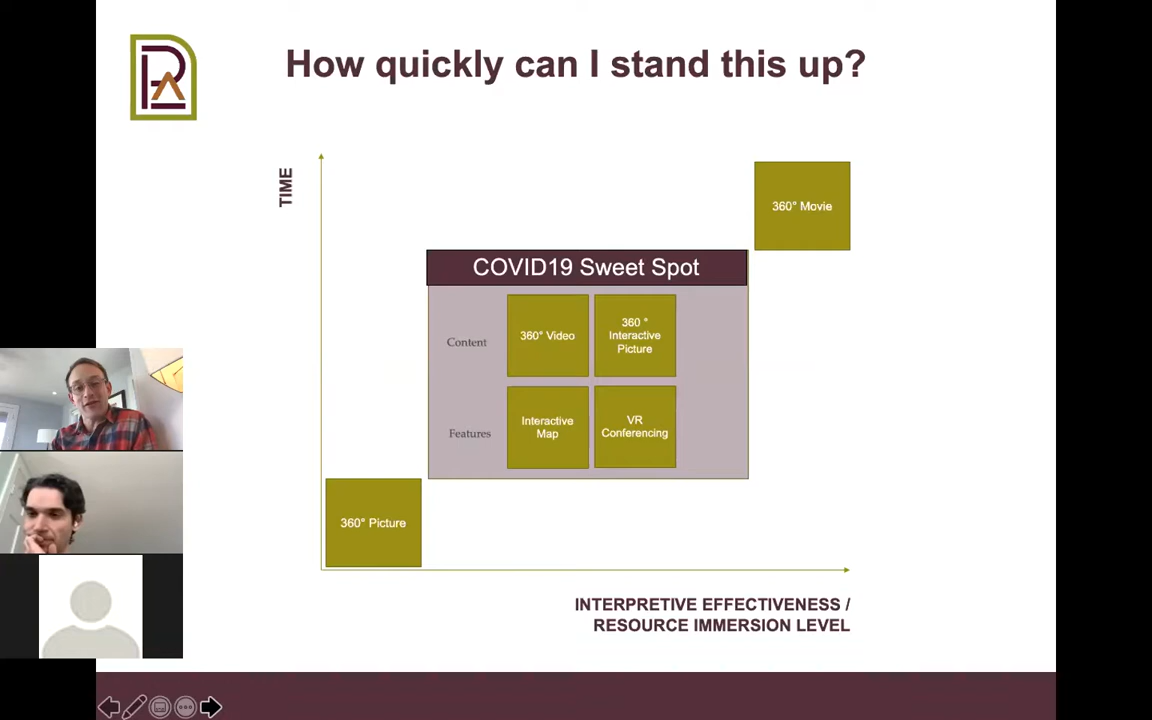 How quickly can I stand this up?
TIME
360° Movie
COVID19 Sweet Spot
Content
360° Video
360 °
Interactive
Picture
Features
Interactive
Map
VR
Conferencing
360° Picture
INTERPRETIVE EFFECTIVENESS /
RESOURCE IMMERSION LEVEL